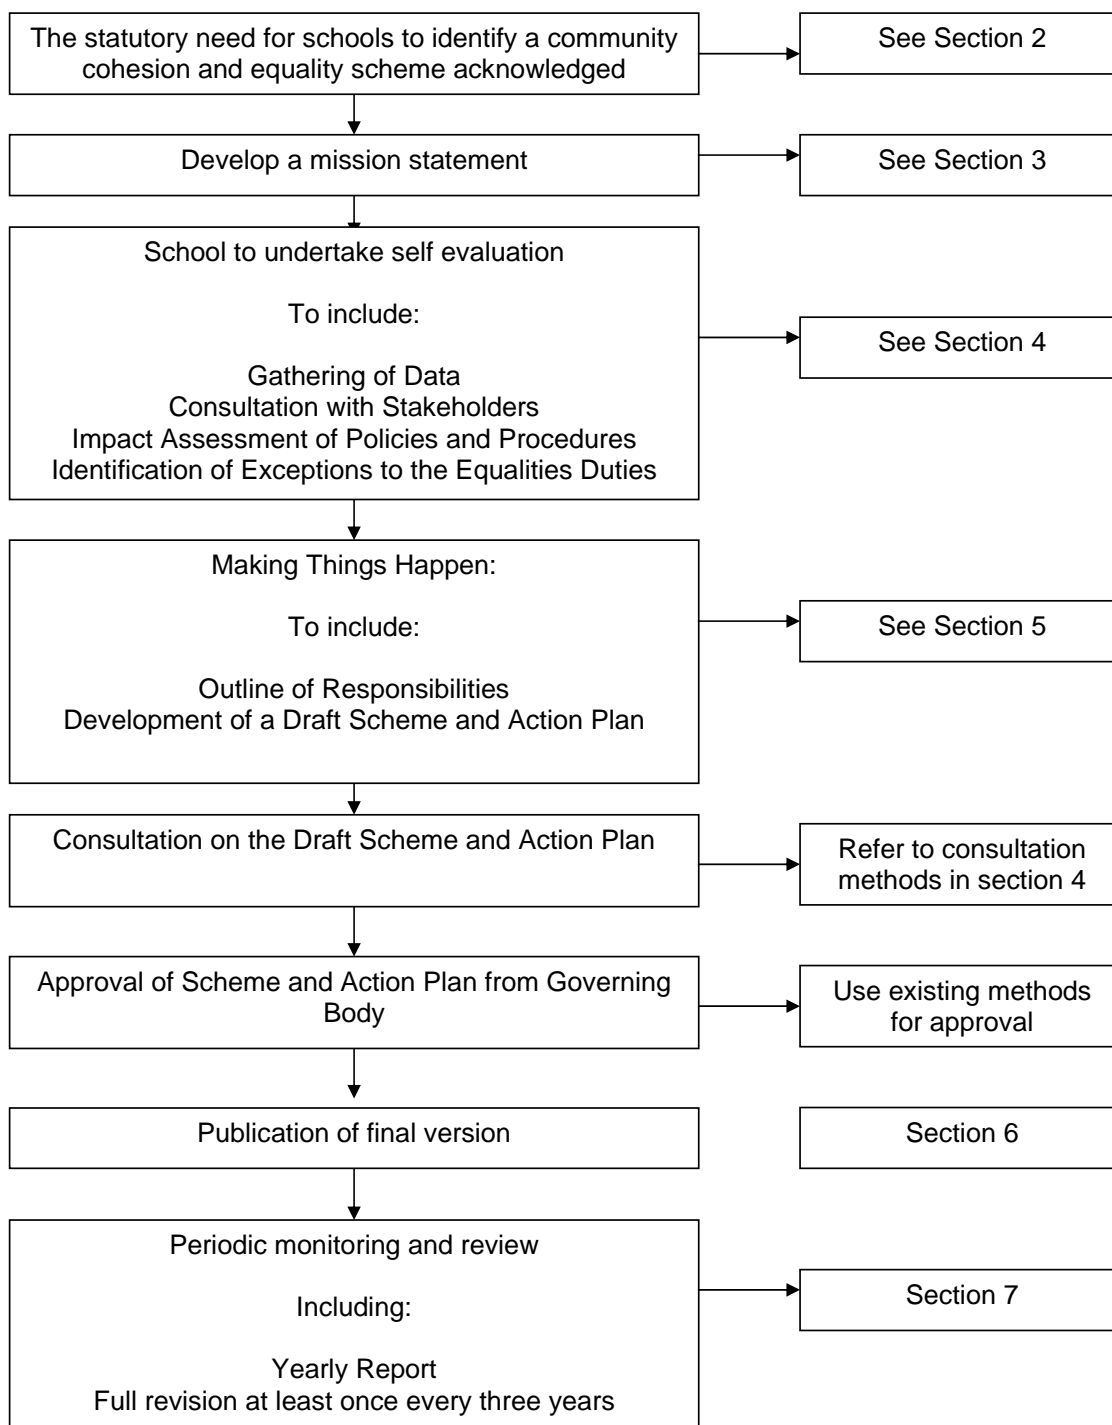 The statutory need for schools to identify a community
cohesion and equality scheme acknowledged
See Section 2
Develop a mission statement
See Section 3
School to undertake self evaluation
To include:
Gathering of Data
Consultation with Stakeholders
Impact Assessment of Policies and Procedures
Identification of Exceptions to the Equalities Duties
See Section 4
Making Things Happen:
To include:
Outline of Responsibilities
Development of a Draft Scheme and Action Plan
See Section 5
Consultation on the Draft Scheme and Action Plan
Refer to consultation
methods in section 4
Approval of Scheme and Action Plan from Governing
Body
Use existing methods
for approval
Publication of final version
Section 6
Periodic monitoring and review
Including:
Yearly Report
Full revision at least once every three years
Section 7